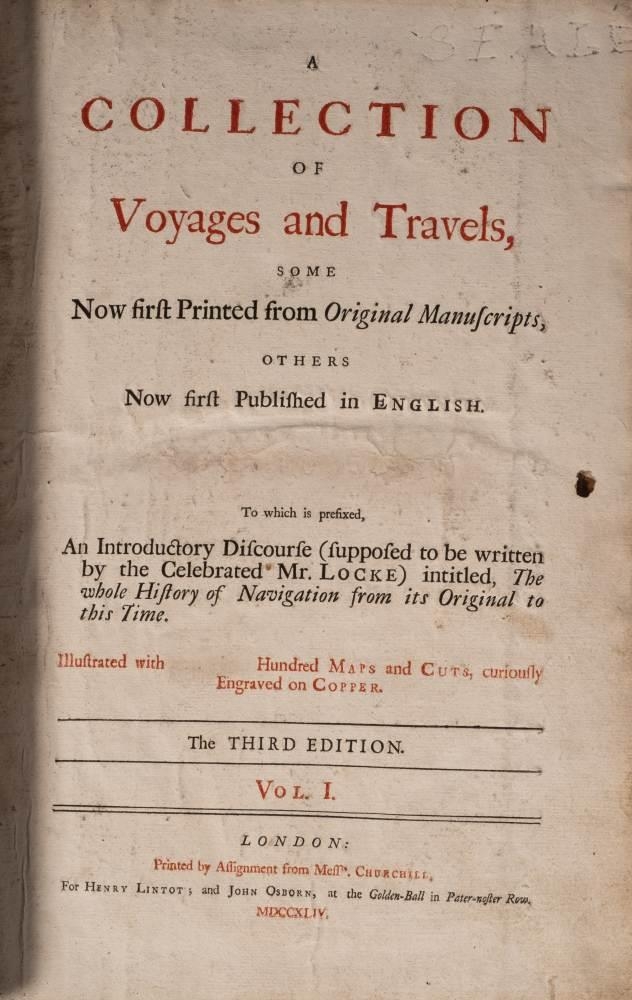 A
COLLECTION
OF
Voyages and Travels,
SOME
Now firſt Printed from Original Manuſcripts,
OTHERS
Now firſt Publiſhed in ENGLISH.
To which is prefixed,
An Introductory Diſcourſe (ſuppoſed to be written
by the Celebrated Mr. LOCKE) intitled, The
whole Hiſtory of Navigation from its Original to
this Time.
Illuſtrated with Hundred MAPS and CUTS, curiouſly
Engraved on COPPER.
The THIRD EDITION.
VOL. I.
LONDON:
Printed by Aſſignment from Meſſrs. CHURCHILL,
For HENRY LINTOT; and JOHN OSBORN, at the Golden-Ball in Pater-noſter Row.
MDCCXLIV.